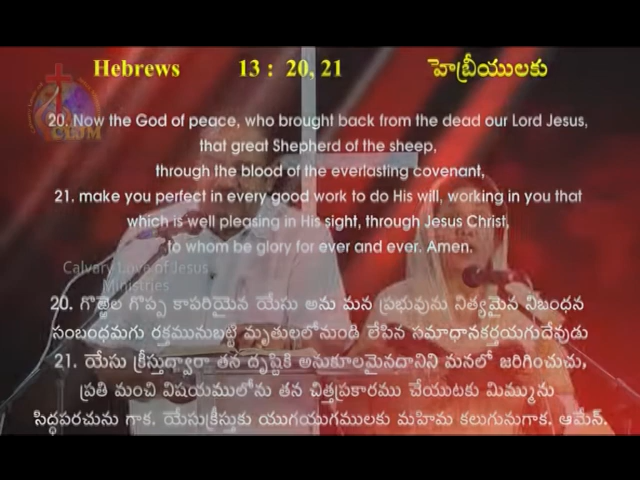 Hebrews 13 : 20, 21 హెబ్రీయులకు
CLJM
20. Now the God of peace, who brought back from the dead our Lord Jesus,
that great Shepherd of the sheep,
through the blood of the everlasting covenant,
21. make you perfect in every good work to do His will, working in you that
which is well pleasing in His sight, through Jesus Christ,
to whom be glory for ever and ever. Amen.
Calvary Love of Jesus
Ministries
20. గొఱ్ఱెల గొప్ప కాపరియైన యేసు అను మన ప్రభువును నిత్యమైన నిబంధన
సంబంధమగు రక్తమునుబట్టి మృతులలోనుండి లేపిన సమాధానకర్తయగుదేవుడు
21. యేసు క్రీస్తుద్వారా తన దృష్టికి అనుకూలమైనదానిని మనలో జరిగించుచు,
ప్రతి మంచి విషయములోను తన చిత్తప్రకారము చేయుటకు మిమ్మును
సిద్ధపరచును గాక. యేసుక్రీస్తుకు యుగయుగములకు మహిమ కలుగునుగాక. ఆమేన్.